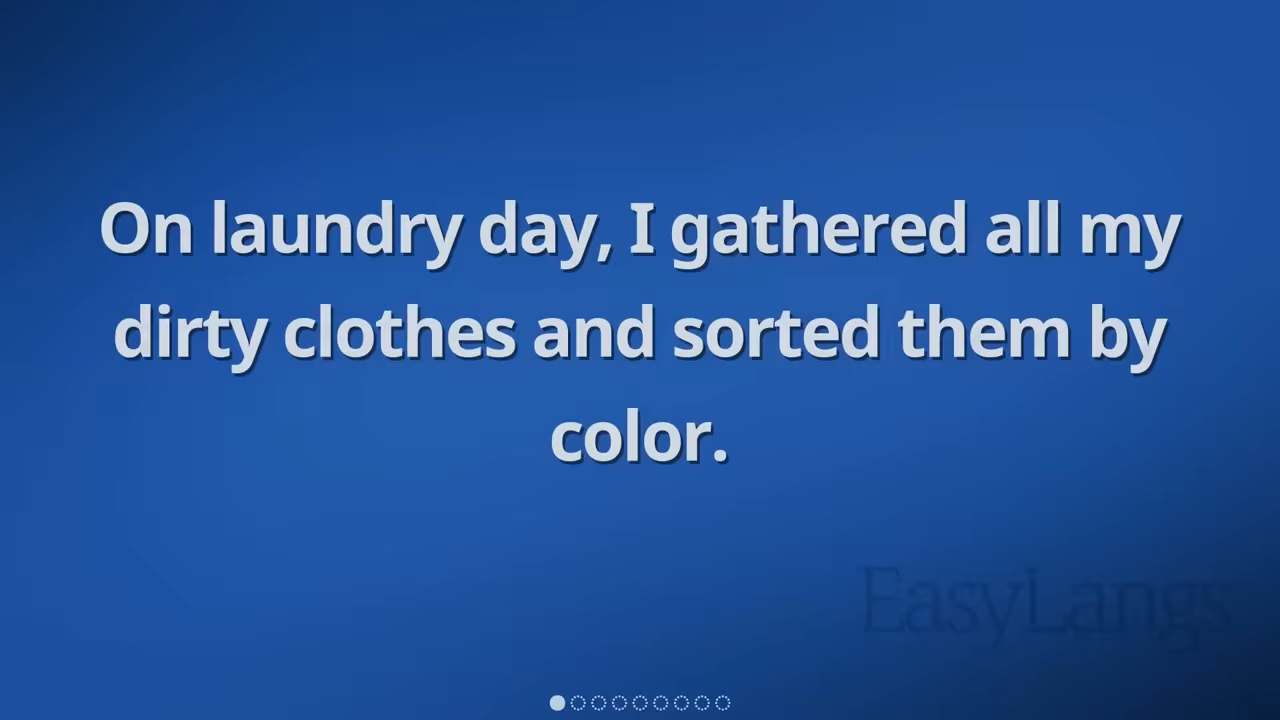 On laundry day, I gathered all my
dirty clothes and sorted them by
color.
EasyLangs